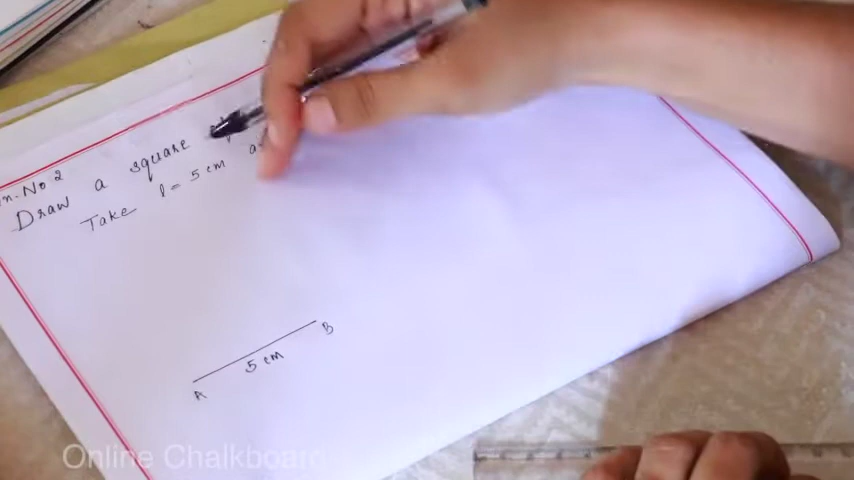 No 2
Draw a square
Take l = 5 cm
B
5 cm
A
Online Chalkboard